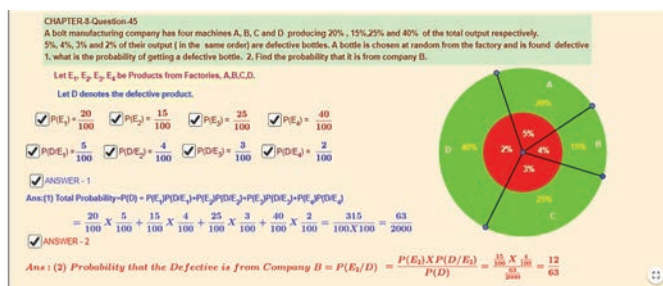 CHAPTER-8-Question-45
A bolt manufacturing company has four machines A, B, C and D producing 20% , 15%,25% and 40% of the total output respectively.
5%, 4%, 3% and 2% of their output ( in the same order) are defective bottles. A bottle is chosen at random from the factory and is found defective
1. what is the probability of getting a defective bottle. 2. Find the probability that it is from company B.
Let E₁, E₂, E₃, E₄ be Products from Factories, A,B,C,D.
Let D denotes the defective product.
P(E₁) = 20/100 P(E₂) = 15/100 P(E₃) = 25/100 P(E₄) = 40/100
P(D/E₁) = 5/100 P(D/E₂) = 4/100 P(D/E₃) = 3/100 P(D/E₄) = 2/100
ANSWER - 1
Ans:(1) Total Probability=P(D) = P(E₁)P(D/E₁)+P(E₂)P(D/E₂)+P(E₃)P(D/E₃)+P(E₄)P(D/E₄)
= 20/100 X 5/100 + 15/100 X 4/100 + 25/100 X 3/100 + 40/100 X 2/100 = 315/100X100 = 63/2000
ANSWER - 2
Ans : (2) Probability that the Defective is from Company B = P(E₂/D) = P(E₂)XP(D/E₂)/P(D) = 15/100 X 4/100 / 63/2000 = 12/63
A
20%
5%
D 40% 2% 4% 15% B
3%
25%
C